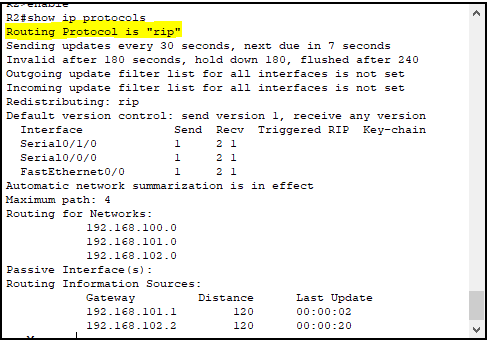 R2>enable
R2#show ip protocols
Routing Protocol is "rip"
Sending updates every 30 seconds, next due in 7 seconds
Invalid after 180 seconds, hold down 180, flushed after 240
Outgoing update filter list for all interfaces is not set
Incoming update filter list for all interfaces is not set
Redistributing: rip
Default version control: send version 1, receive any version
Interface Send Recv Triggered RIP Key-chain
Serial0/1/0 1 2 1
Serial0/0/0 1 2 1
FastEthernet0/0 1 2 1
Automatic network summarization is in effect
Maximum path: 4
Routing for Networks:
192.168.100.0
192.168.101.0
192.168.102.0
Passive Interface(s):
Routing Information Sources:
Gateway Distance Last Update
192.168.101.1 120 00:00:02
192.168.102.2 120 00:00:20